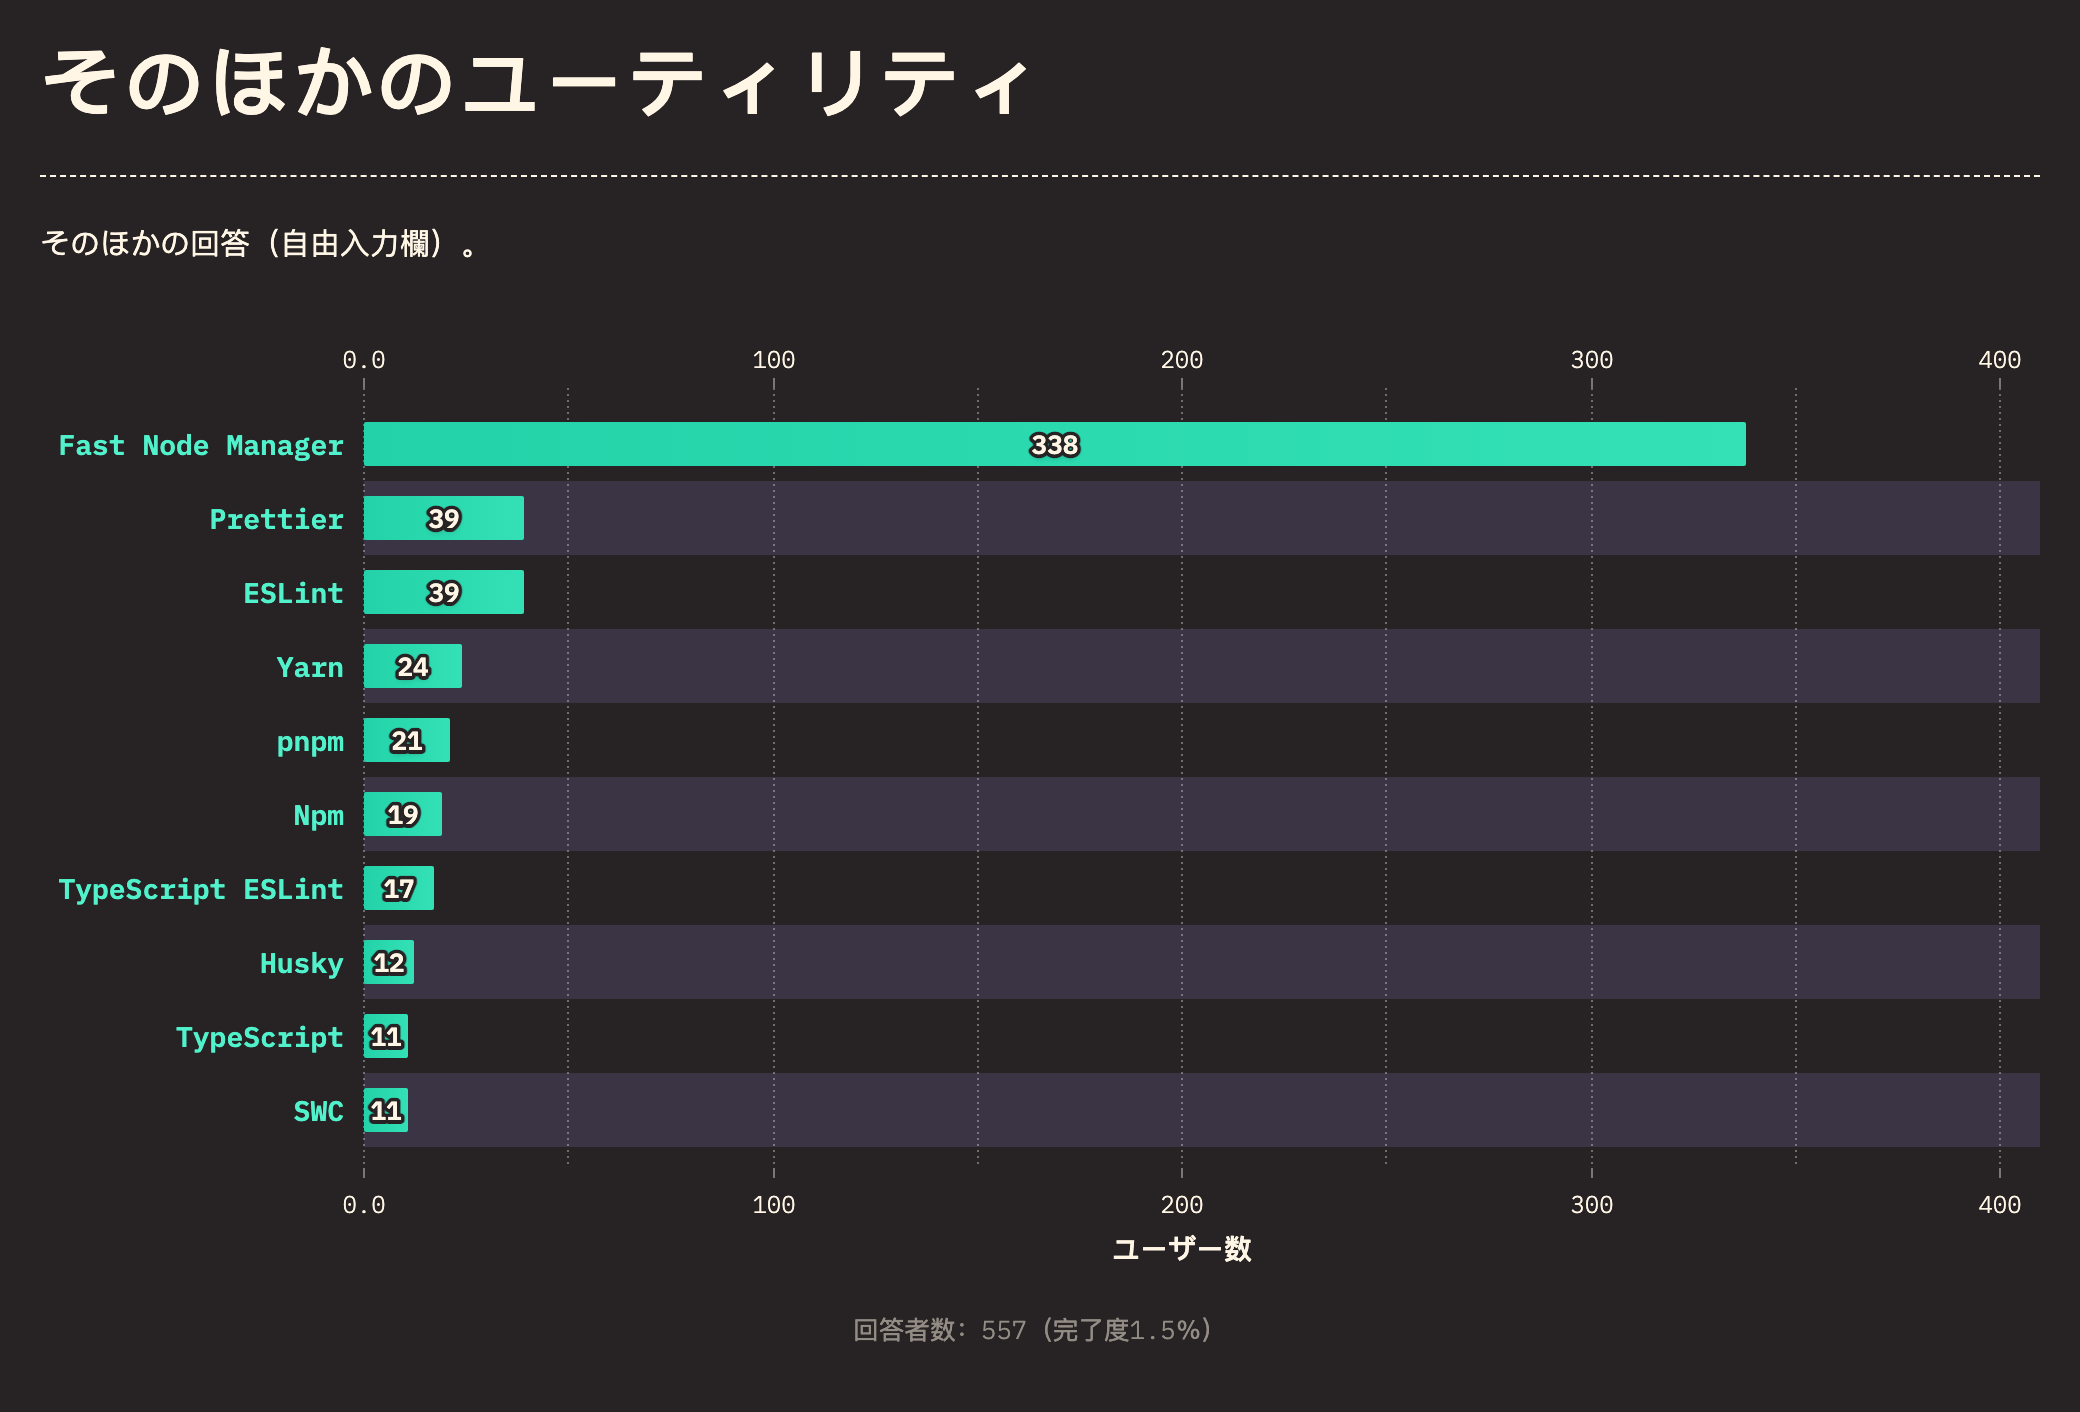 そのほかのユーティリティ
そのほかの回答（自由入力欄）。
0.0 100 200 300 400
Fast Node Manager 338
Prettier 39
ESLint 39
Yarn 24
pnpm 21
Npm 19
TypeScript ESLint 17
Husky 12
TypeScript 11
SWC 11
0.0 100 200 300 400
ユーザー数
回答者数: 557 (完了度1.5%)